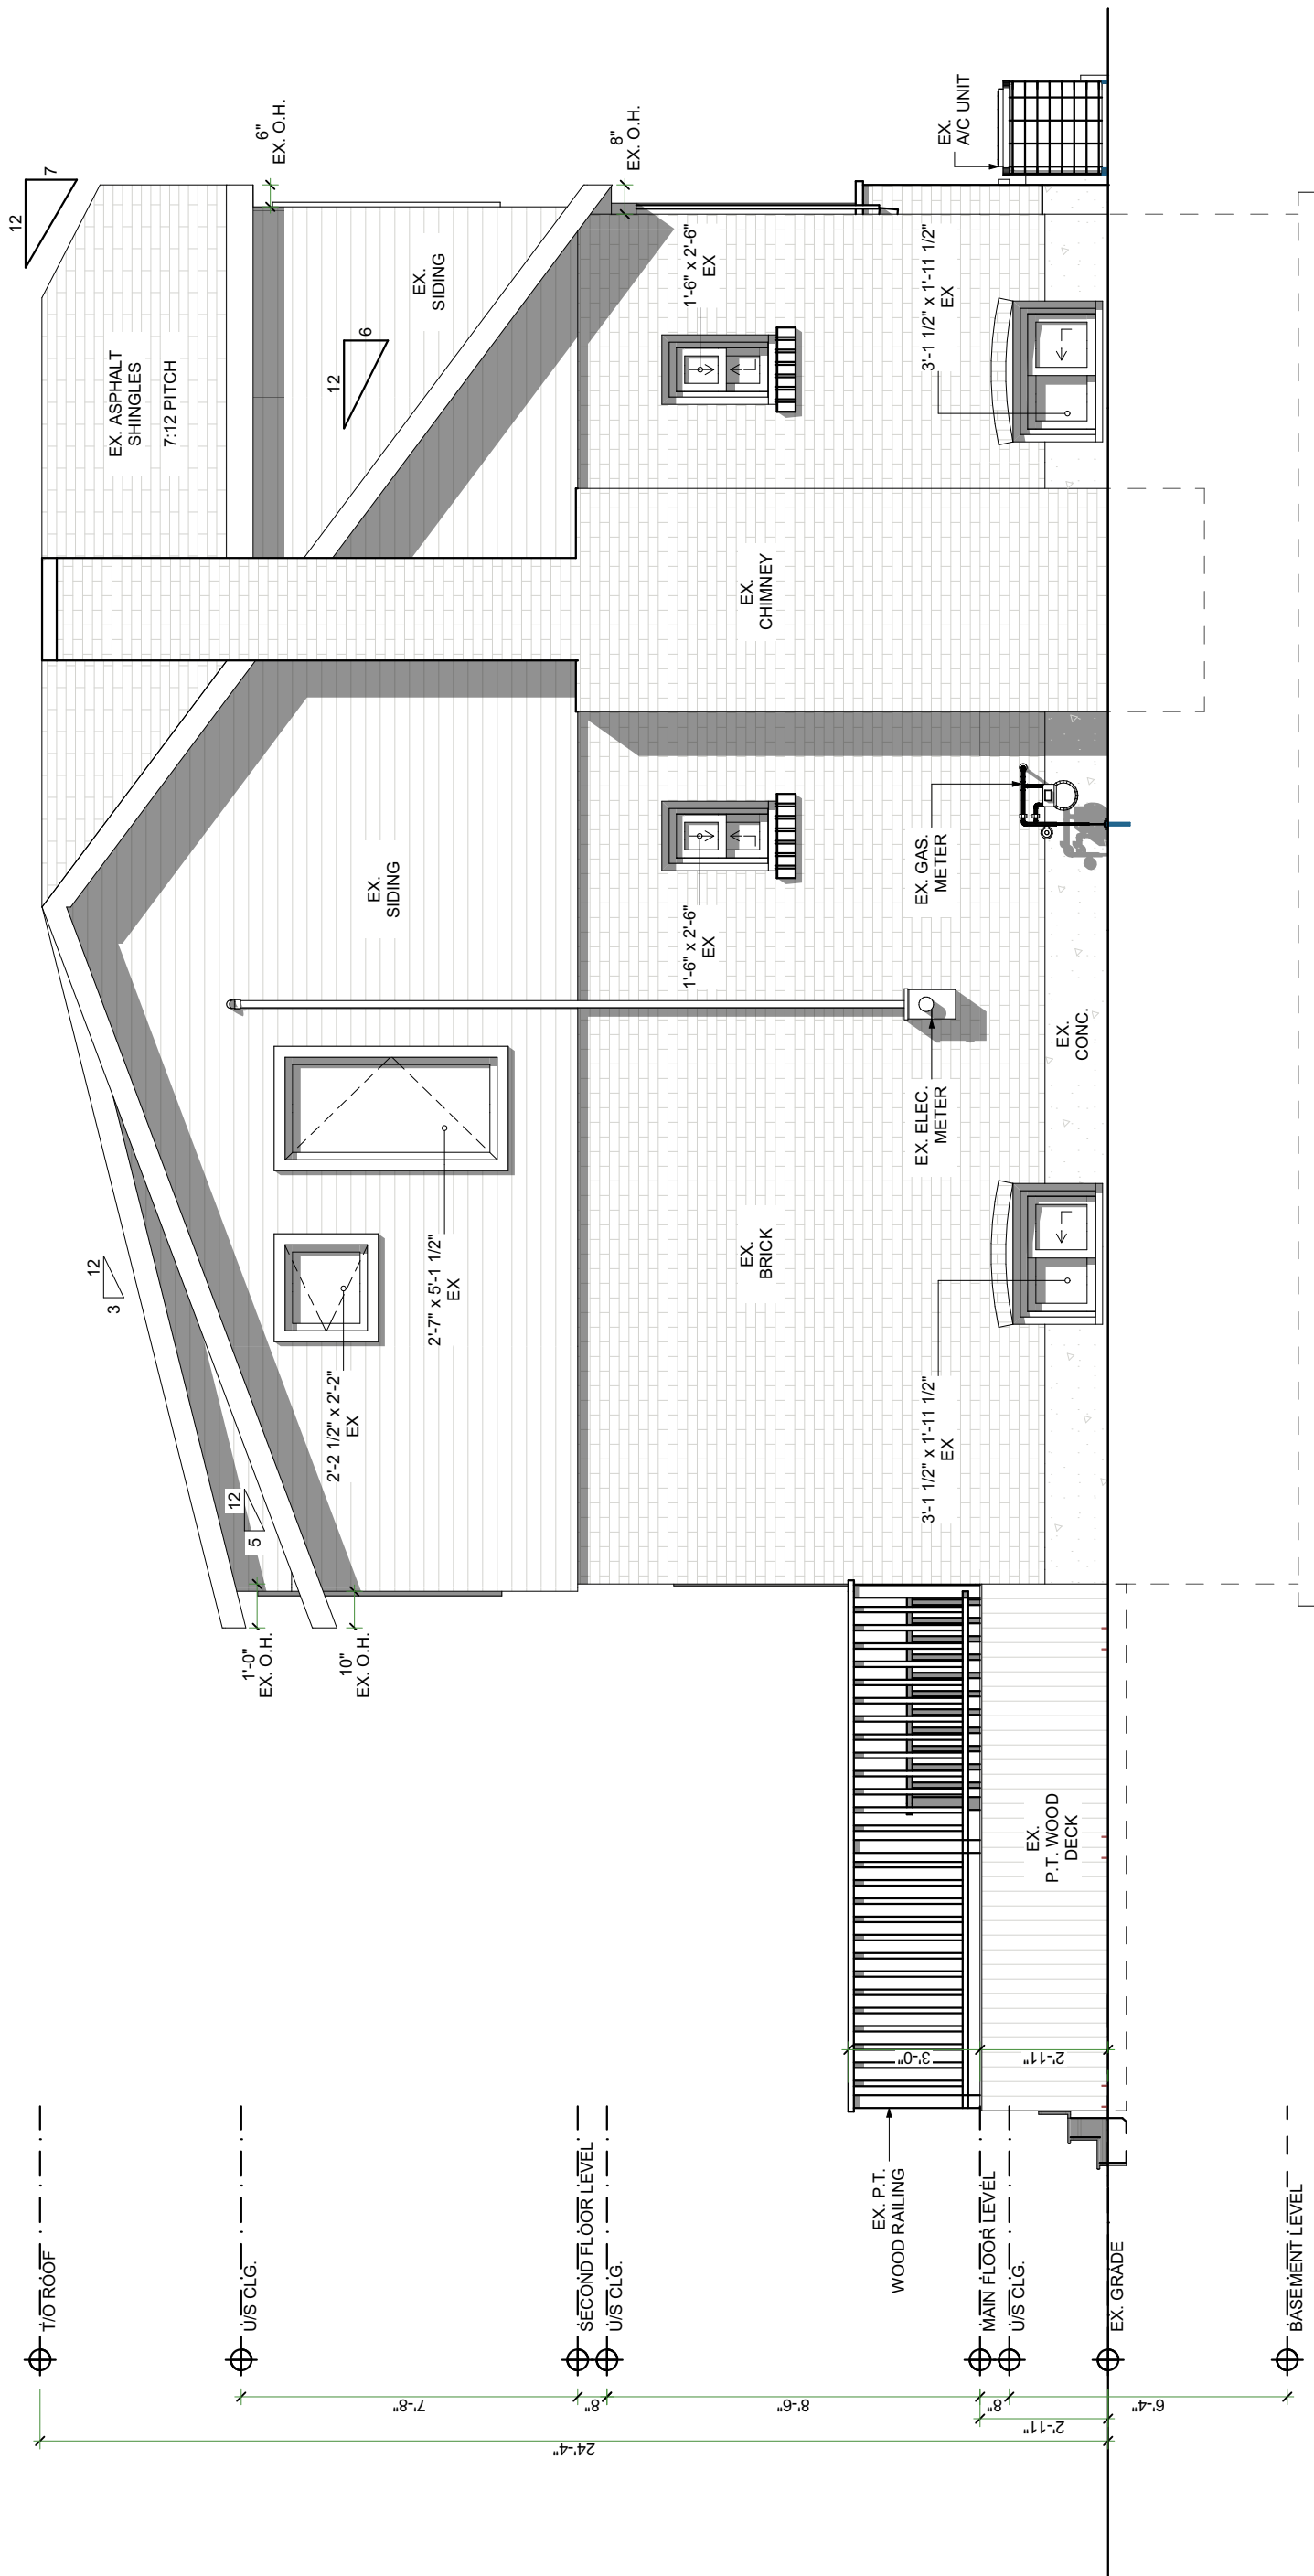 12
7
EX. ASPHALT
SHINGLES
7:12 PITCH
6"
EX. O.H.
EX.
SIDING
12
6
8"
EX. O.H.
1'-6" x 2'-6"
EX
3'-1 1/2" x 1'-11 1/2"
EX
EX.
A/C UNIT
EX.
CHIMNEY
EX.
SIDING
1'-6" x 2'-6"
EX
EX. GAS.
METER
EX. ELEC.
METER
EX.
CONC.
12
3
2'-7" x 5'-1 1/2"
EX
2'-2 1/2" x 2'-2"
EX
EX.
BRICK
3'-1 1/2" x 1'-11 1/2"
EX
12
5
1'-0"
EX. O.H.
10"
EX. O.H.
EX.
P.T. WOOD
DECK
3'-0"
2'-11"
EX. P.T.
WOOD RAILING
T/O ROOF
U/S CLG.
SECOND FLOOR LEVEL
U/S CLG.
MAIN FLOOR LEVEL
U/S CLG.
EX. GRADE
BASEMENT LEVEL
7'-8"
8"
8'-6"
8"
6'-4"
2'-11"
24'-4"